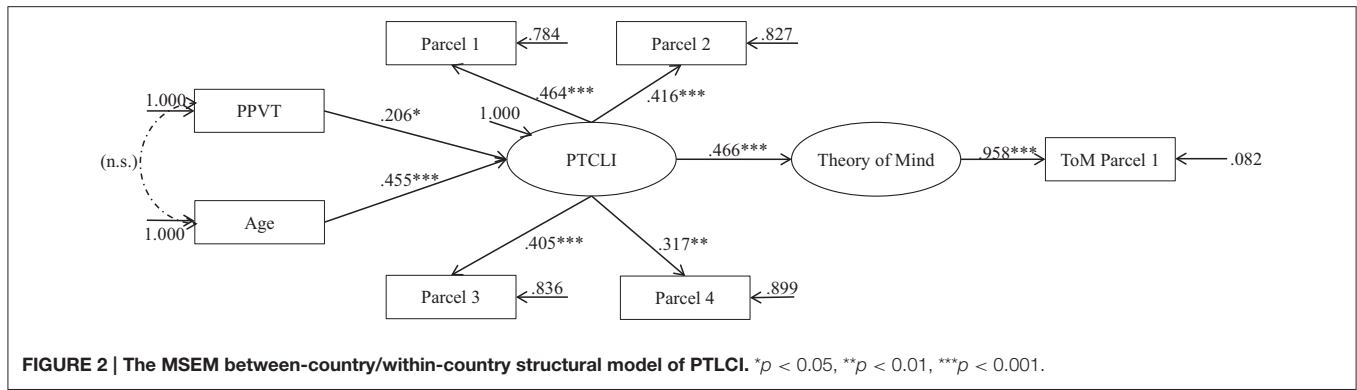 Parcel 1
.784
Parcel 2
.827
1.000
PPVT
.464***
.416***
.206*
1.000
(n.s.)
PTCLI
.466***
Theory of Mind
.958***
ToM Parcel 1
.082
.455***
1.000
Age
.405***
.317**
Parcel 3
.836
Parcel 4
.899
FIGURE 2 | The MSEM between-country/within-country structural model of PTLCI. *p < 0.05, **p < 0.01, ***p < 0.001.